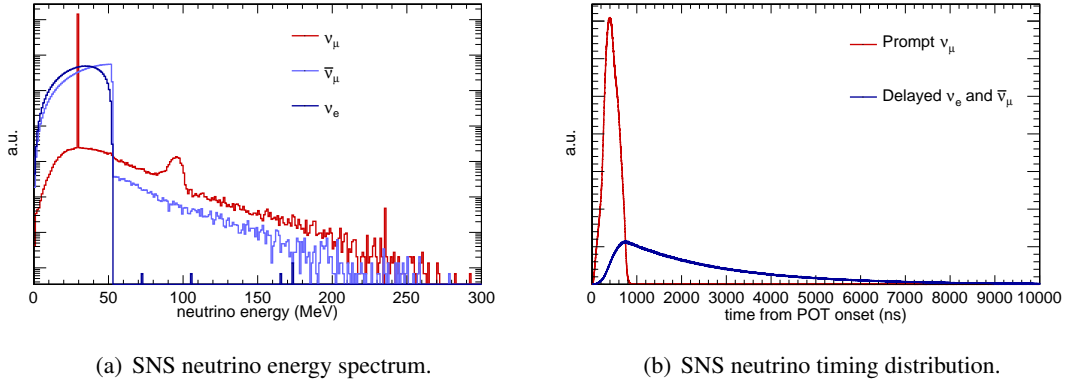 a.u.
ν_μ
ν̄_μ
ν_e
0 50 100 150 200 250 300
neutrino energy (MeV)
(a) SNS neutrino energy spectrum.
a.u.
Prompt ν_μ
Delayed ν_e and ν̄_μ
0 1000 2000 3000 4000 5000 6000 7000 8000 9000 10000
time from POT onset (ns)
(b) SNS neutrino timing distribution.